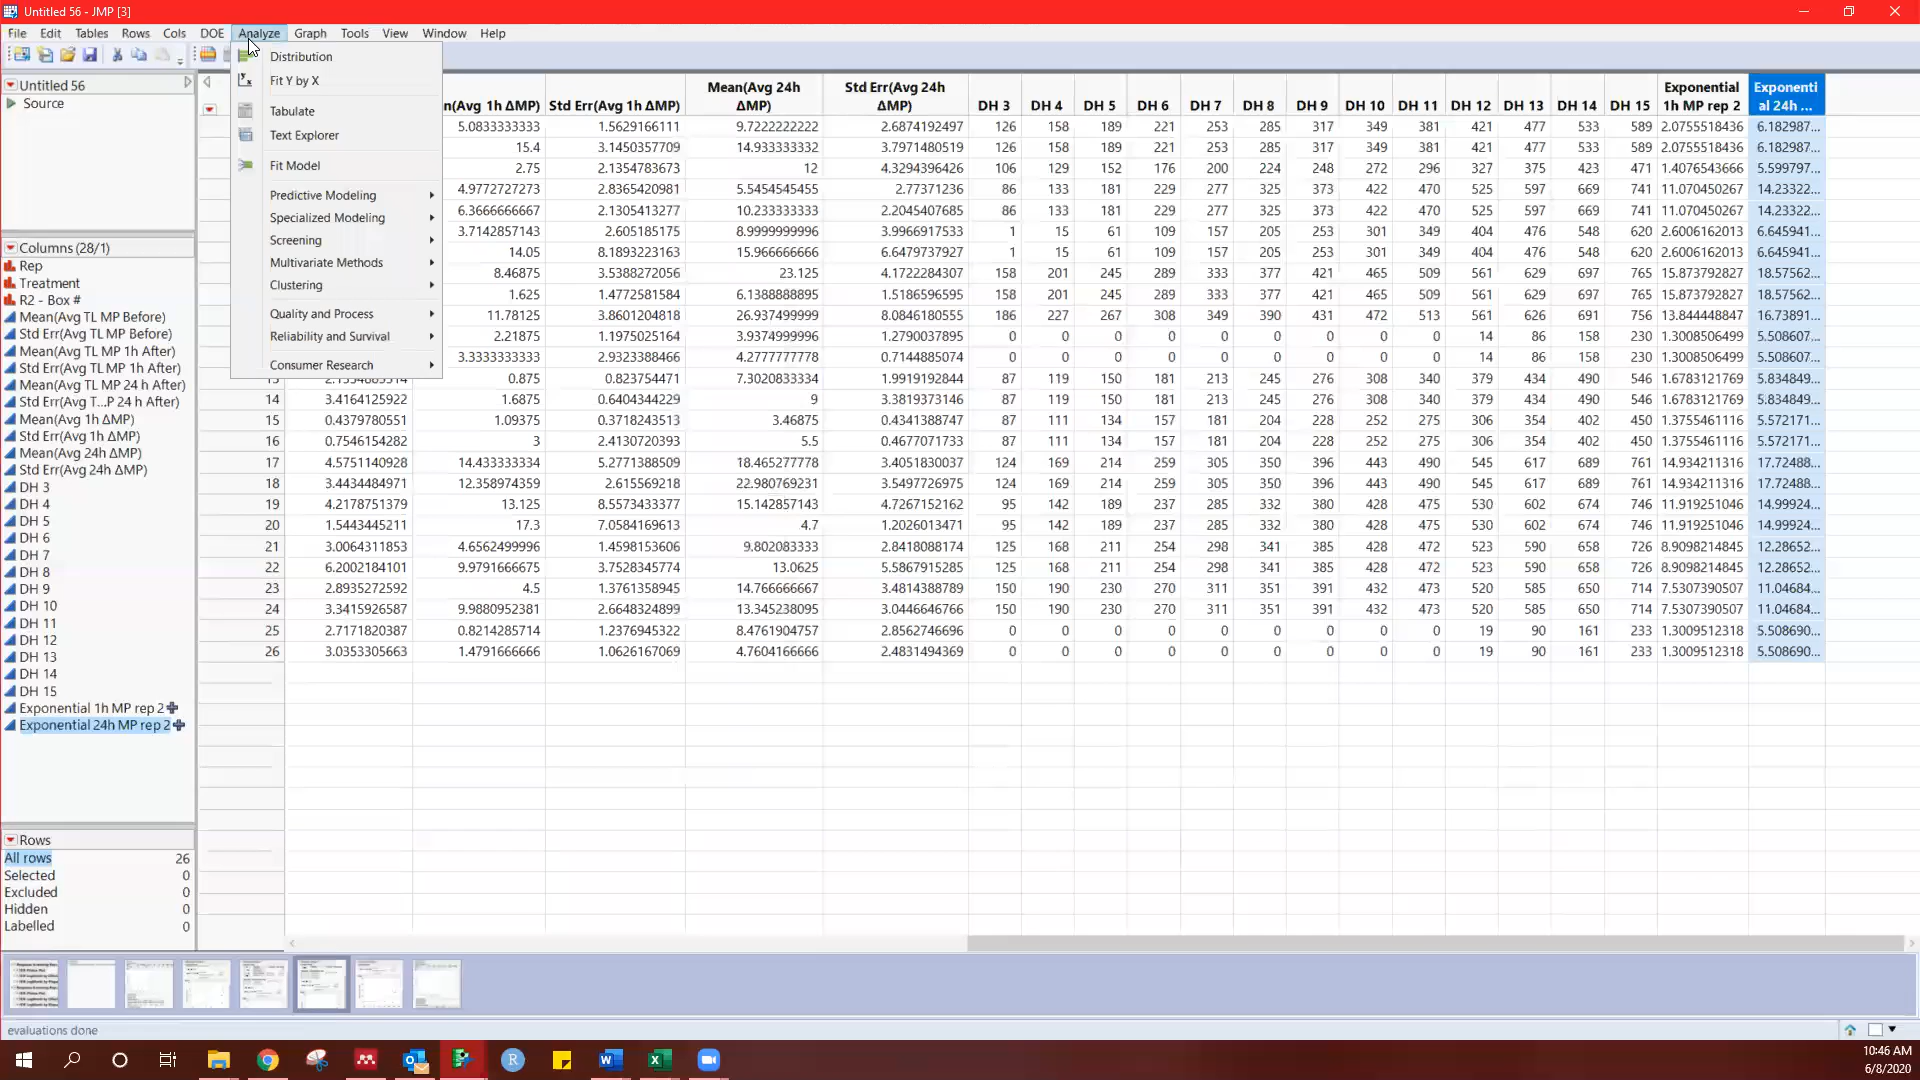 Untitled 56 - JMP [3]
File Edit Tables Rows Cols DOE Analyze Graph Tools View Window Help
Distribution
Fit Y by X
Tabulate
Text Explorer
Fit Model
Predictive Modeling
Specialized Modeling
Screening
Multivariate Methods
Clustering
Quality and Process
Reliability and Survival
Consumer Research
Untitled 56
Source
Columns (28/1)
Rep
Treatment
R2 - Box #
Mean(Avg TL MP Before)
Std Err(Avg TL MP Before)
Mean(Avg TL MP 1h After)
Std Err(Avg TL MP 1h After)
Mean(Avg TL MP 24 h After)
Std Err(Avg T...P 24 h After)
Mean(Avg 1h ΔMP)
Std Err(Avg 1h ΔMP)
Mean(Avg 24h ΔMP)
Std Err(Avg 24h ΔMP)
DH 3
DH 4
DH 5
DH 6
DH 7
DH 8
DH 9
DH 10
DH 11
DH 12
DH 13
DH 14
DH 15
Exponential 1h MP rep 2
Exponential 24h MP rep 2
Rows
All rows 26
Selected 0
Excluded 0
Hidden 0
Labelled 0
Mean(Avg 24h Std Err(Avg 24h Exponential Exponenti
n(Avg 1h ΔMP) Std Err(Avg 1h ΔMP) ΔMP) ΔMP) DH 3 DH 4 DH 5 DH 6 DH 7 DH 8 DH 9 DH 10 DH 11 DH 12 DH 13 DH 14 DH 15 1h MP rep 2 al 24h ...
5.0833333333 1.5629166111 9.7222222222 2.6874192497 126 158 189 221 253 285 317 349 381 421 477 533 589 2.0755518436 6.182987...
15.4 3.1450357709 14.933333332 3.7971480519 126 158 189 221 253 285 317 349 381 421 477 533 589 2.0755518436 6.182987...
2.75 2.1354783673 12 4.3294396426 106 129 152 176 200 224 248 272 296 327 375 423 471 1.4076543666 5.599797...
4.9772727273 2.8365420981 5.5454545455 2.77371236 86 133 181 229 277 325 373 422 470 525 597 669 741 11.070450267 14.23322...
6.3666666667 2.1305413277 10.233333333 2.2045407685 86 133 181 229 277 325 373 422 470 525 597 669 741 11.070450267 14.23322...
3.7142857143 2.605185175 8.9999999996 3.9966917533 1 15 61 109 157 205 253 301 349 404 476 548 620 2.6006162013 6.645941...
14.05 8.1893223163 15.966666666 6.6479737927 1 15 61 109 157 205 253 301 349 404 476 548 620 2.6006162013 6.645941...
8.46875 3.5388272056 23.125 4.1722284307 158 201 245 289 333 377 421 465 509 561 629 697 765 15.873792827 18.57562...
1.625 1.4772581584 6.1388888895 1.5186596595 158 201 245 289 333 377 421 465 509 561 629 697 765 15.873792827 18.57562...
11.78125 3.8601204818 26.937499999 8.0846180555 186 227 267 308 349 390 431 472 513 561 626 691 756 13.844448847 16.73891...
2.21875 1.1975025164 3.9374999996 1.2790037895 0 0 0 0 0 0 0 0 0 14 86 158 230 1.3008506499 5.508607...
3.3333333333 2.9323388466 4.2777777778 0.7144885074 0 0 0 0 0 0 0 0 0 14 86 158 230 1.3008506499 5.508607...
0.875 0.823754471 7.3020833334 1.9919192844 87 119 150 181 213 245 276 308 340 379 434 490 546 1.6783121769 5.834849...
14 3.4164125922 1.6875 0.6404344229 9 3.3819373146 87 119 150 181 213 245 276 308 340 379 434 490 546 1.6783121769 5.834849...
15 0.4379780551 1.09375 0.3718243513 3.46875 0.4341388747 87 111 134 157 181 204 228 252 275 306 354 402 450 1.3755461116 5.572171...
16 0.7546154282 3 2.4130720393 5.5 0.4677071733 87 111 134 157 181 204 228 252 275 306 354 402 450 1.3755461116 5.572171...
17 4.5751140928 14.433333334 5.2771388509 18.465277778 3.4051830037 124 169 214 259 305 350 396 443 490 545 617 689 761 14.934211316 17.72488...
18 3.4434484971 12.358974359 2.615569218 22.980769231 3.5497726975 124 169 214 259 305 350 396 443 490 545 617 689 761 14.934211316 17.72488...
19 4.2178751379 13.125 8.5573433377 15.142857143 4.7267152162 95 142 189 237 285 332 380 428 475 530 602 674 746 11.919251046 14.99924...
20 1.5443445211 17.3 7.0584169613 4.7 1.2026013471 95 142 189 237 285 332 380 428 475 530 602 674 746 11.919251046 14.99924...
21 3.0064311853 4.6562499996 1.4598153606 9.802083333 2.8418088174 125 168 211 254 298 341 385 428 472 523 590 658 726 8.9098214845 12.28652...
22 6.2002184101 9.9791666675 3.7528345774 13.0625 5.5867915285 125 168 211 254 298 341 385 428 472 523 590 658 726 8.9098214845 12.28652...
23 2.8935272592 4.5 1.3761358945 14.766666667 3.4814388789 150 190 230 270 311 351 391 432 473 520 585 650 714 7.5307390507 11.04684...
24 3.3415926587 9.9880952381 2.6648324899 13.345238095 3.0446646766 150 190 230 270 311 351 391 432 473 520 585 650 714 7.5307390507 11.04684...
25 2.7171820387 0.8214285714 1.2376945322 8.4761904757 2.8562746696 0 0 0 0 0 0 0 0 0 19 90 161 233 1.3009512318 5.508690...
26 3.0353305663 1.4791666666 1.0626167069 4.7604166666 2.4831494369 0 0 0 0 0 0 0 0 0 19 90 161 233 1.3009512318 5.508690...
evaluations done
10:46 AM
6/8/2020